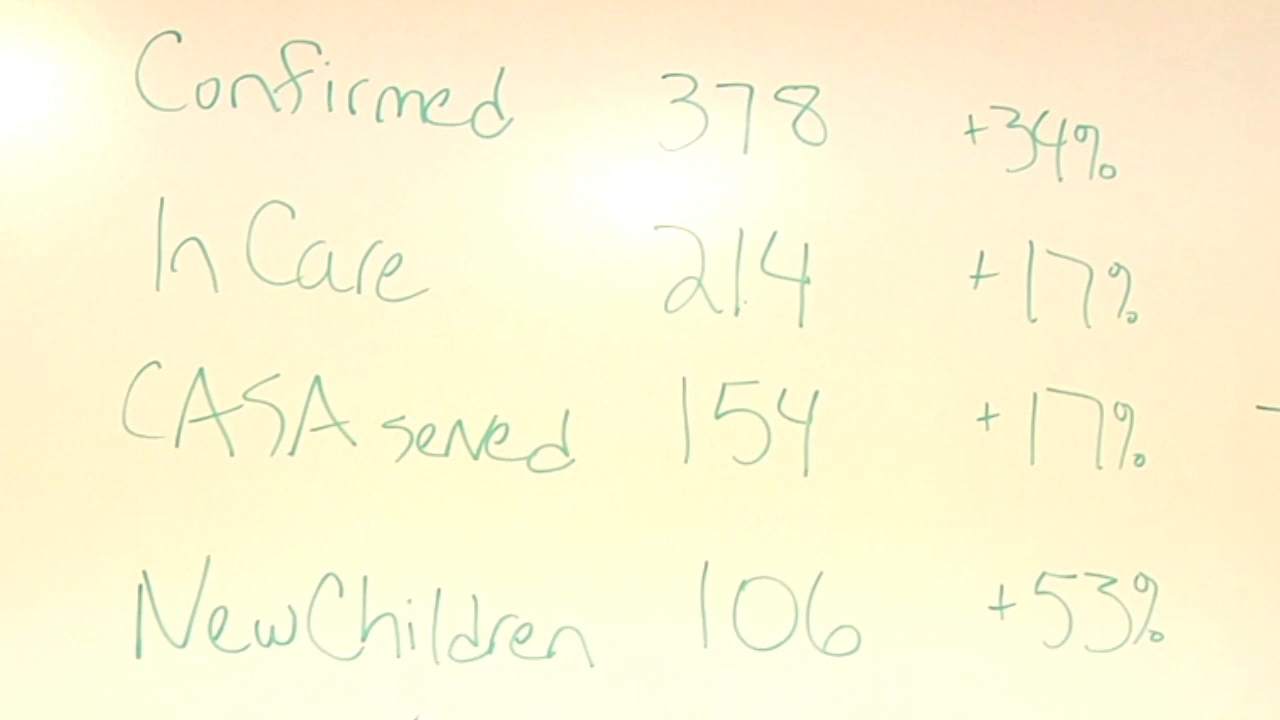 Confirmed 378 +34%
In Care 214 +17%
CASA served 154 +17%
New Children 106 +53%